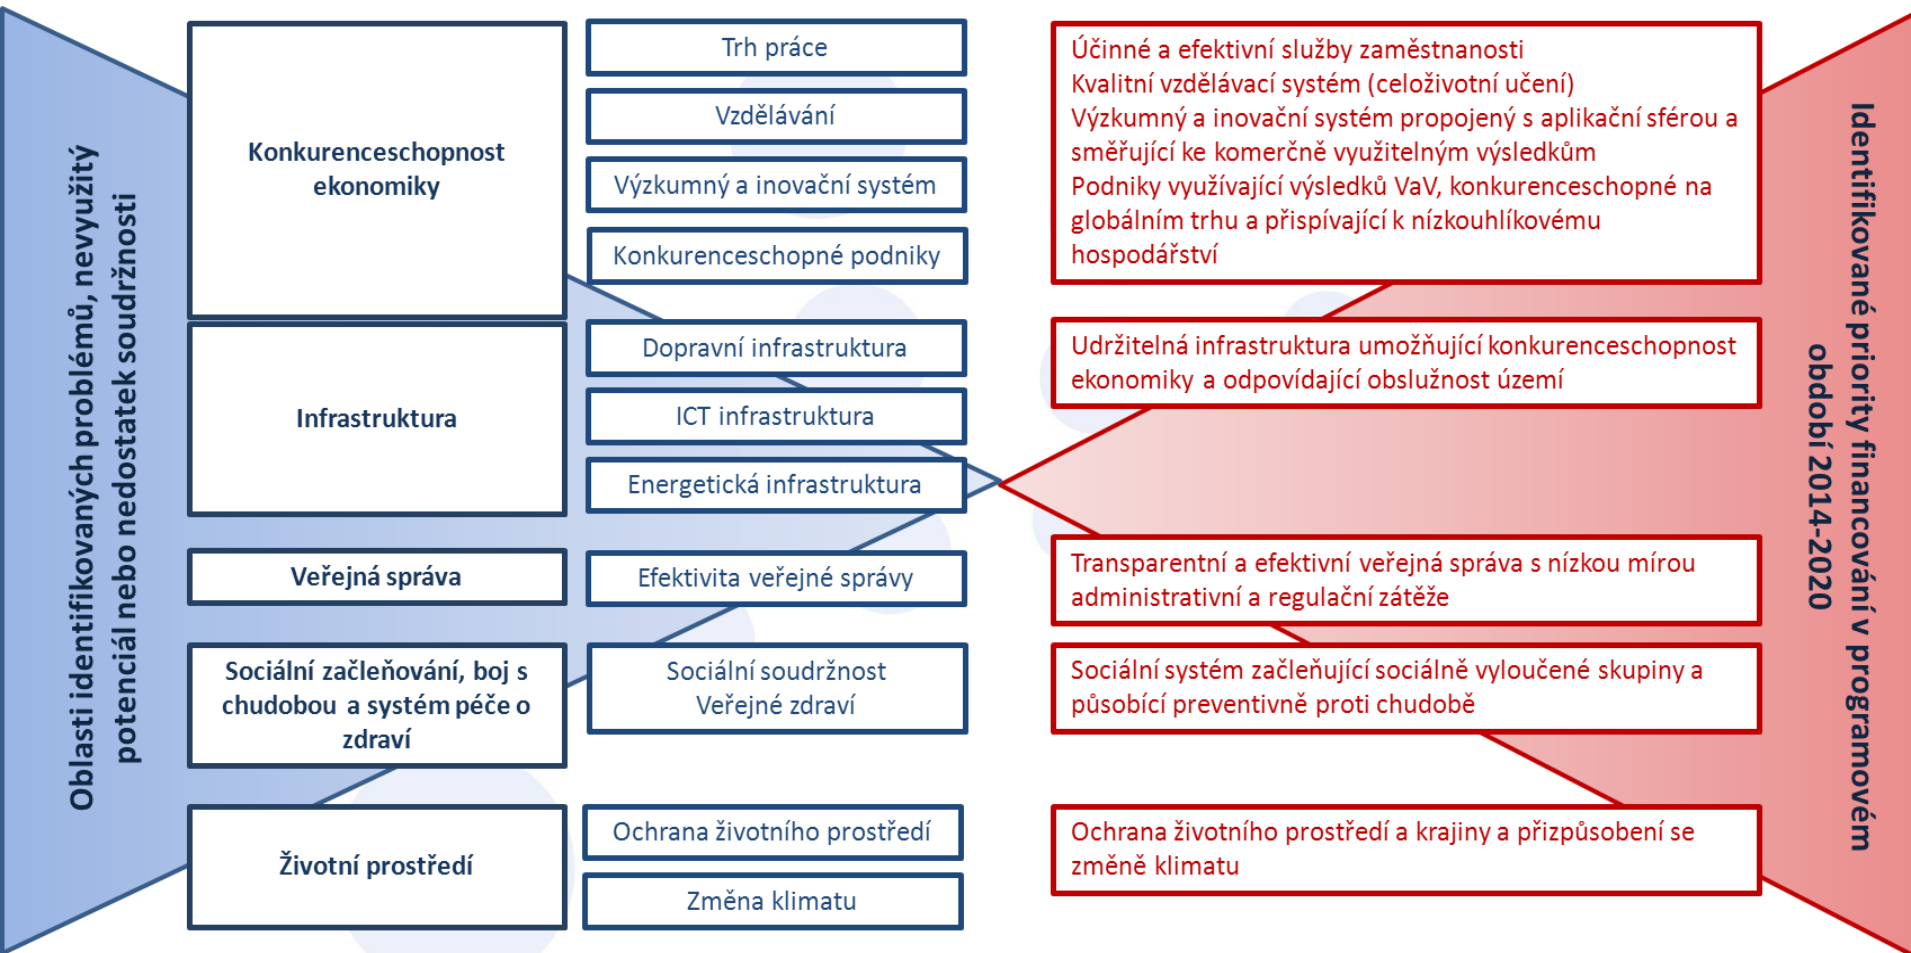 Oblasti identifikovaných problémů, nevyužitý
potenciál nebo nedostatek soudržnosti
Konkurenceschopnost
ekonomiky
Trh práce
Vzdělávání
Výzkumný a inovační systém
Konkurenceschopné podniky
Účinné a efektivní služby zaměstnanosti
Kvalitní vzdělávací systém (celoživotní učení)
Výzkumný a inovační systém propojený s aplikační sférou a
směřující ke komerčně využitelným výsledkům
Podniky využívající výsledků VaV, konkurenceschopné na
globálním trhu a přispívající k nízkouhlíkovému
hospodářství
Infrastruktura
Dopravní infrastruktura
ICT infrastruktura
Energetická infrastruktura
Udržitelná infrastruktura umožňující konkurenceschopnost
ekonomiky a odpovídající obslužnost území
Veřejná správa
Efektivita veřejné správy
Transparentní a efektivní veřejná správa s nízkou mírou
administrativní a regulační zátěže
Sociální začleňování, boj s
chudobou a systém péče o
zdraví
Sociální soudržnost
Veřejné zdraví
Sociální systém začleňující sociálně vyloučené skupiny a
působící preventivně proti chudobě
Životní prostředí
Ochrana životního prostředí
Změna klimatu
Ochrana životního prostředí a krajiny a přizpůsobení se
změně klimatu
Identifikované priority financování v programovém
období 2014-2020